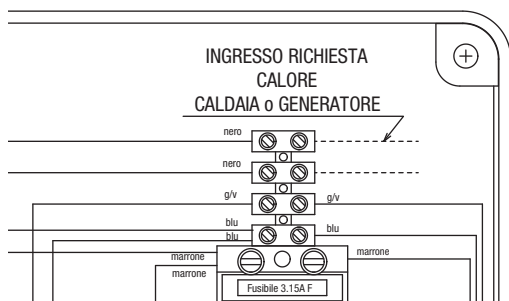 INGRESSO RICHIESTA
CALORE
CALDAIA o GENERATORE
nero
nero
g/v
g/v
blu
blu
blu
marrone
marrone
marrone
Fusibile 3.15A F